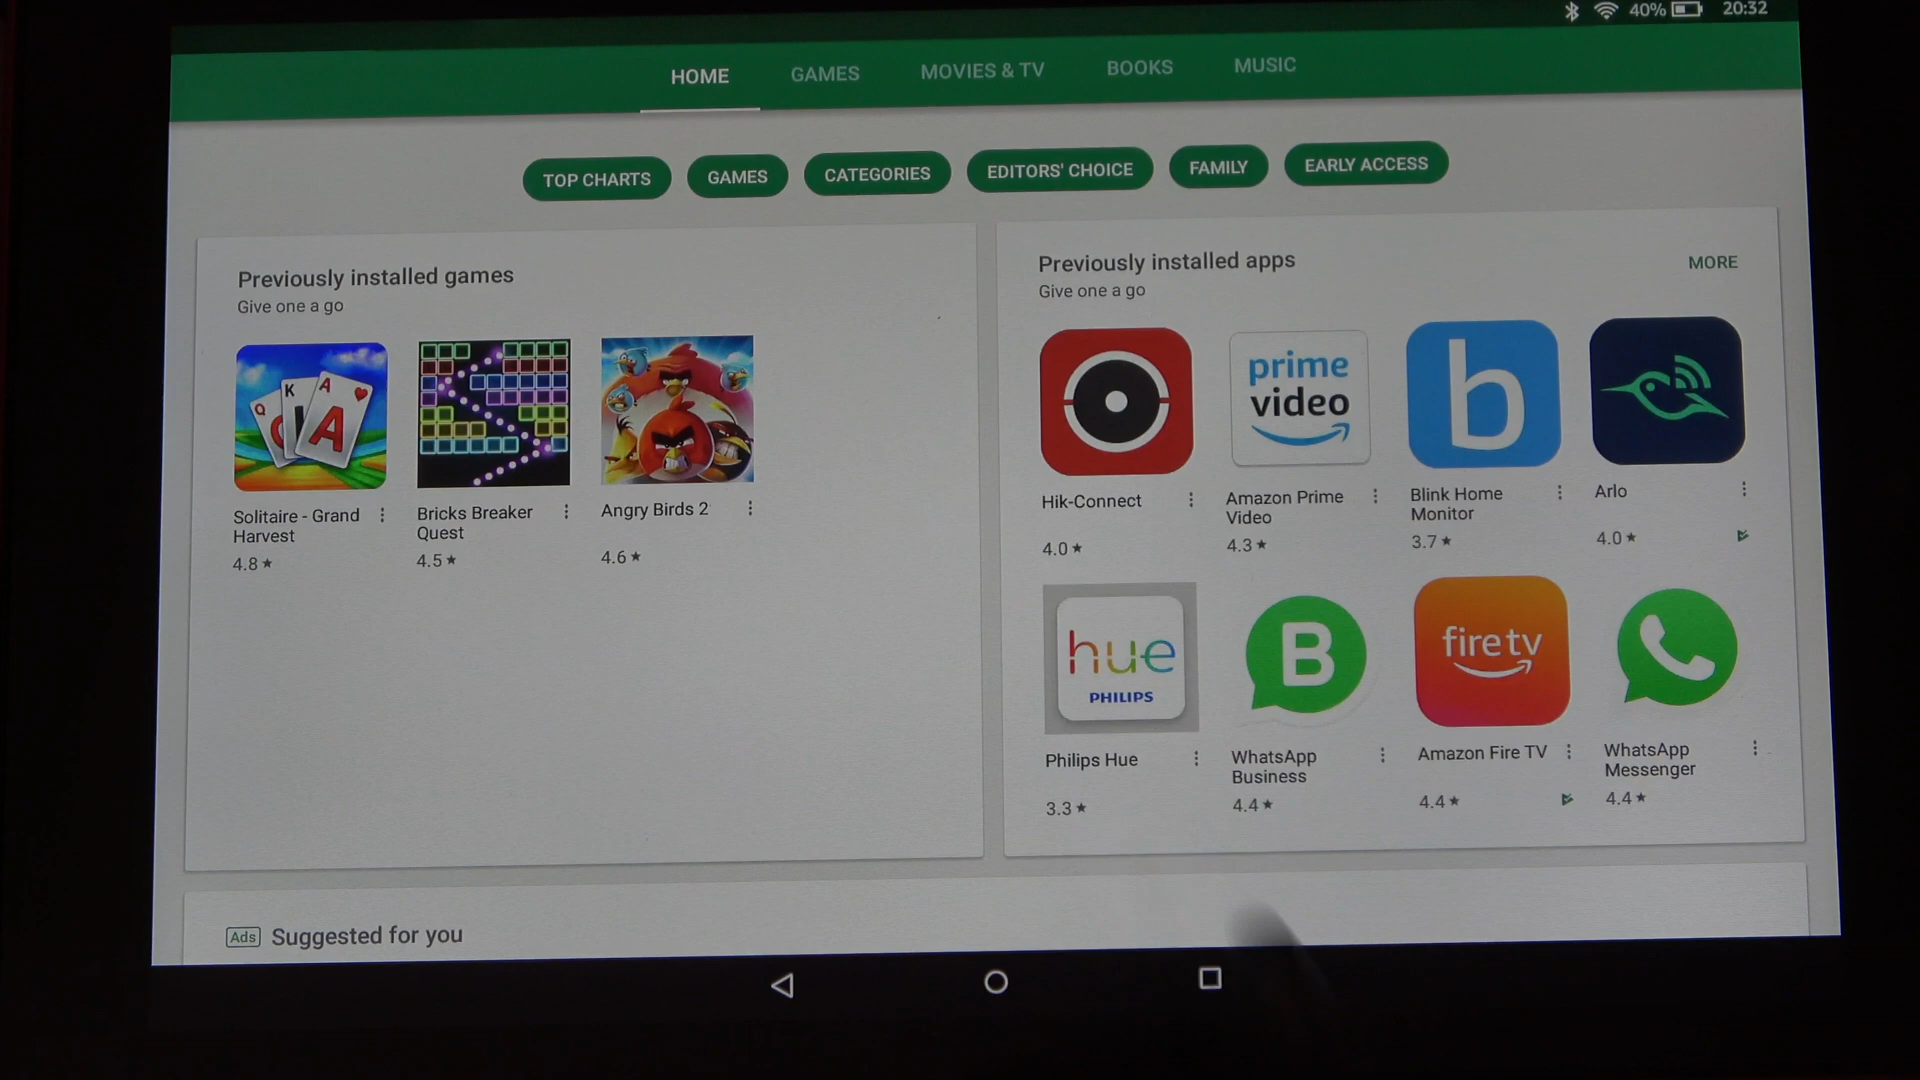 40% 20:32
HOME GAMES MOVIES & TV BOOKS MUSIC
TOP CHARTS GAMES CATEGORIES EDITORS' CHOICE FAMILY EARLY ACCESS
Previously installed games
Give one a go
Q K A A
Solitaire - Grand
Harvest
4.8
Bricks Breaker
Quest
4.5
Angry Birds 2
4.6
Previously installed apps
MORE
Give one a go
prime
video
b
Hik-Connect
4.0
Amazon Prime
Video
4.3
Blink Home
Monitor
3.7
Arlo
4.0
hue
PHILIPS
B
fire tv
Philips Hue
3.3
WhatsApp
Business
4.4
Amazon Fire TV
4.4
WhatsApp
Messenger
4.4
Ads Suggested for you